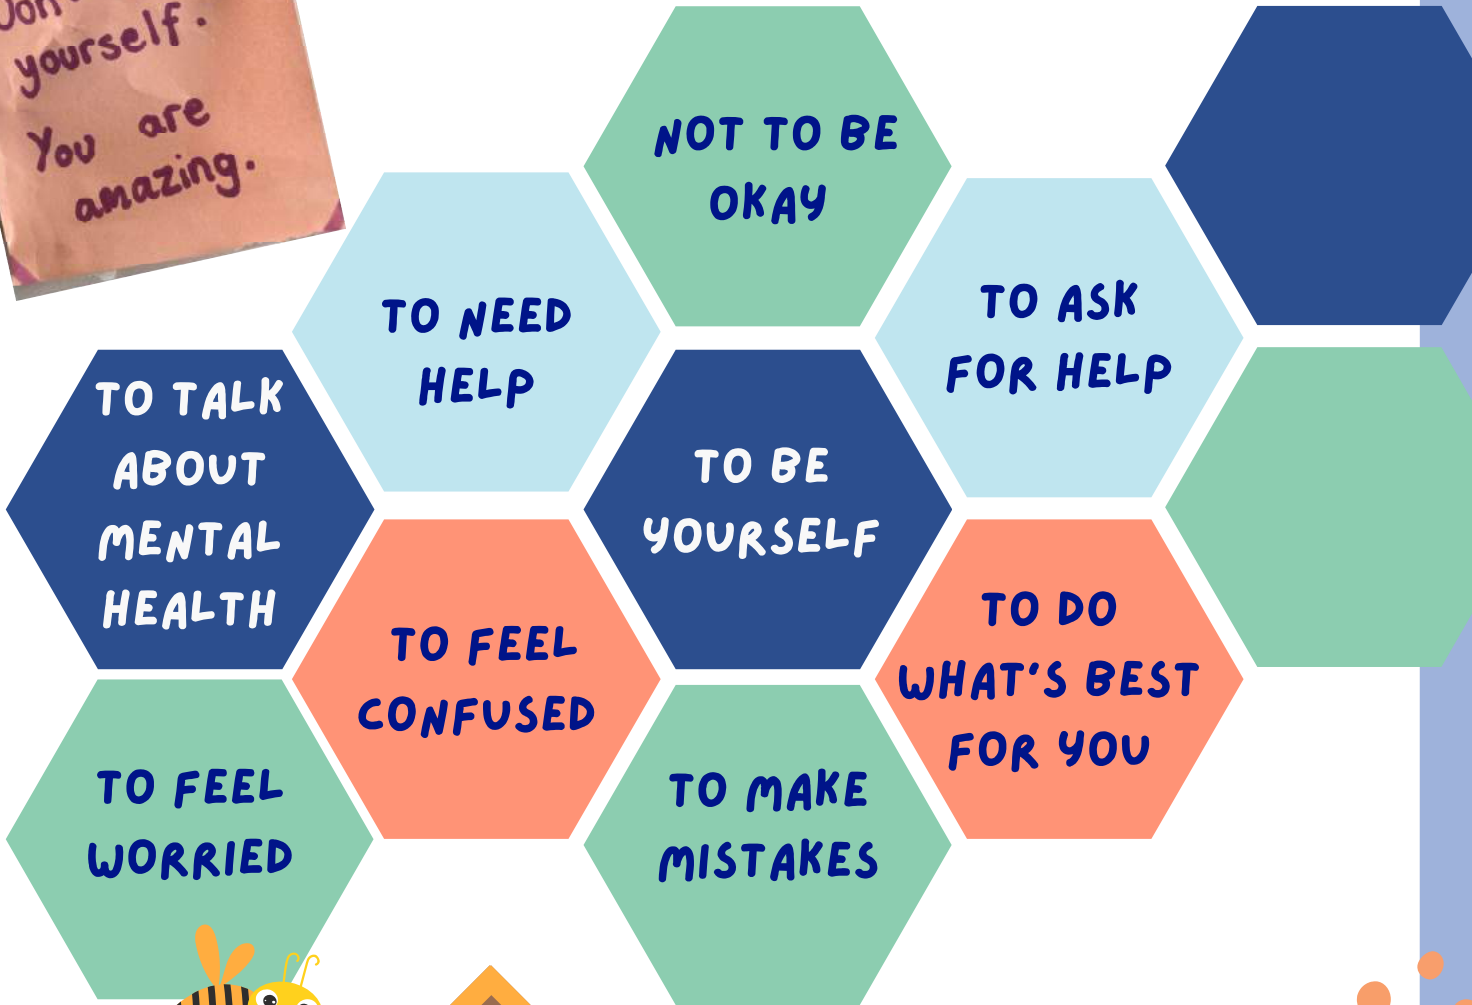 yourself.
You are
amazing.
NOT TO BE
OKAY
TO NEED
HELP
TO ASK
FOR HELP
TO TALK
ABOUT
MENTAL
HEALTH
TO BE
YOURSELF
TO FEEL
CONFUSED
TO DO
WHAT'S BEST
FOR YOU
TO FEEL
WORRIED
TO MAKE
MISTAKES